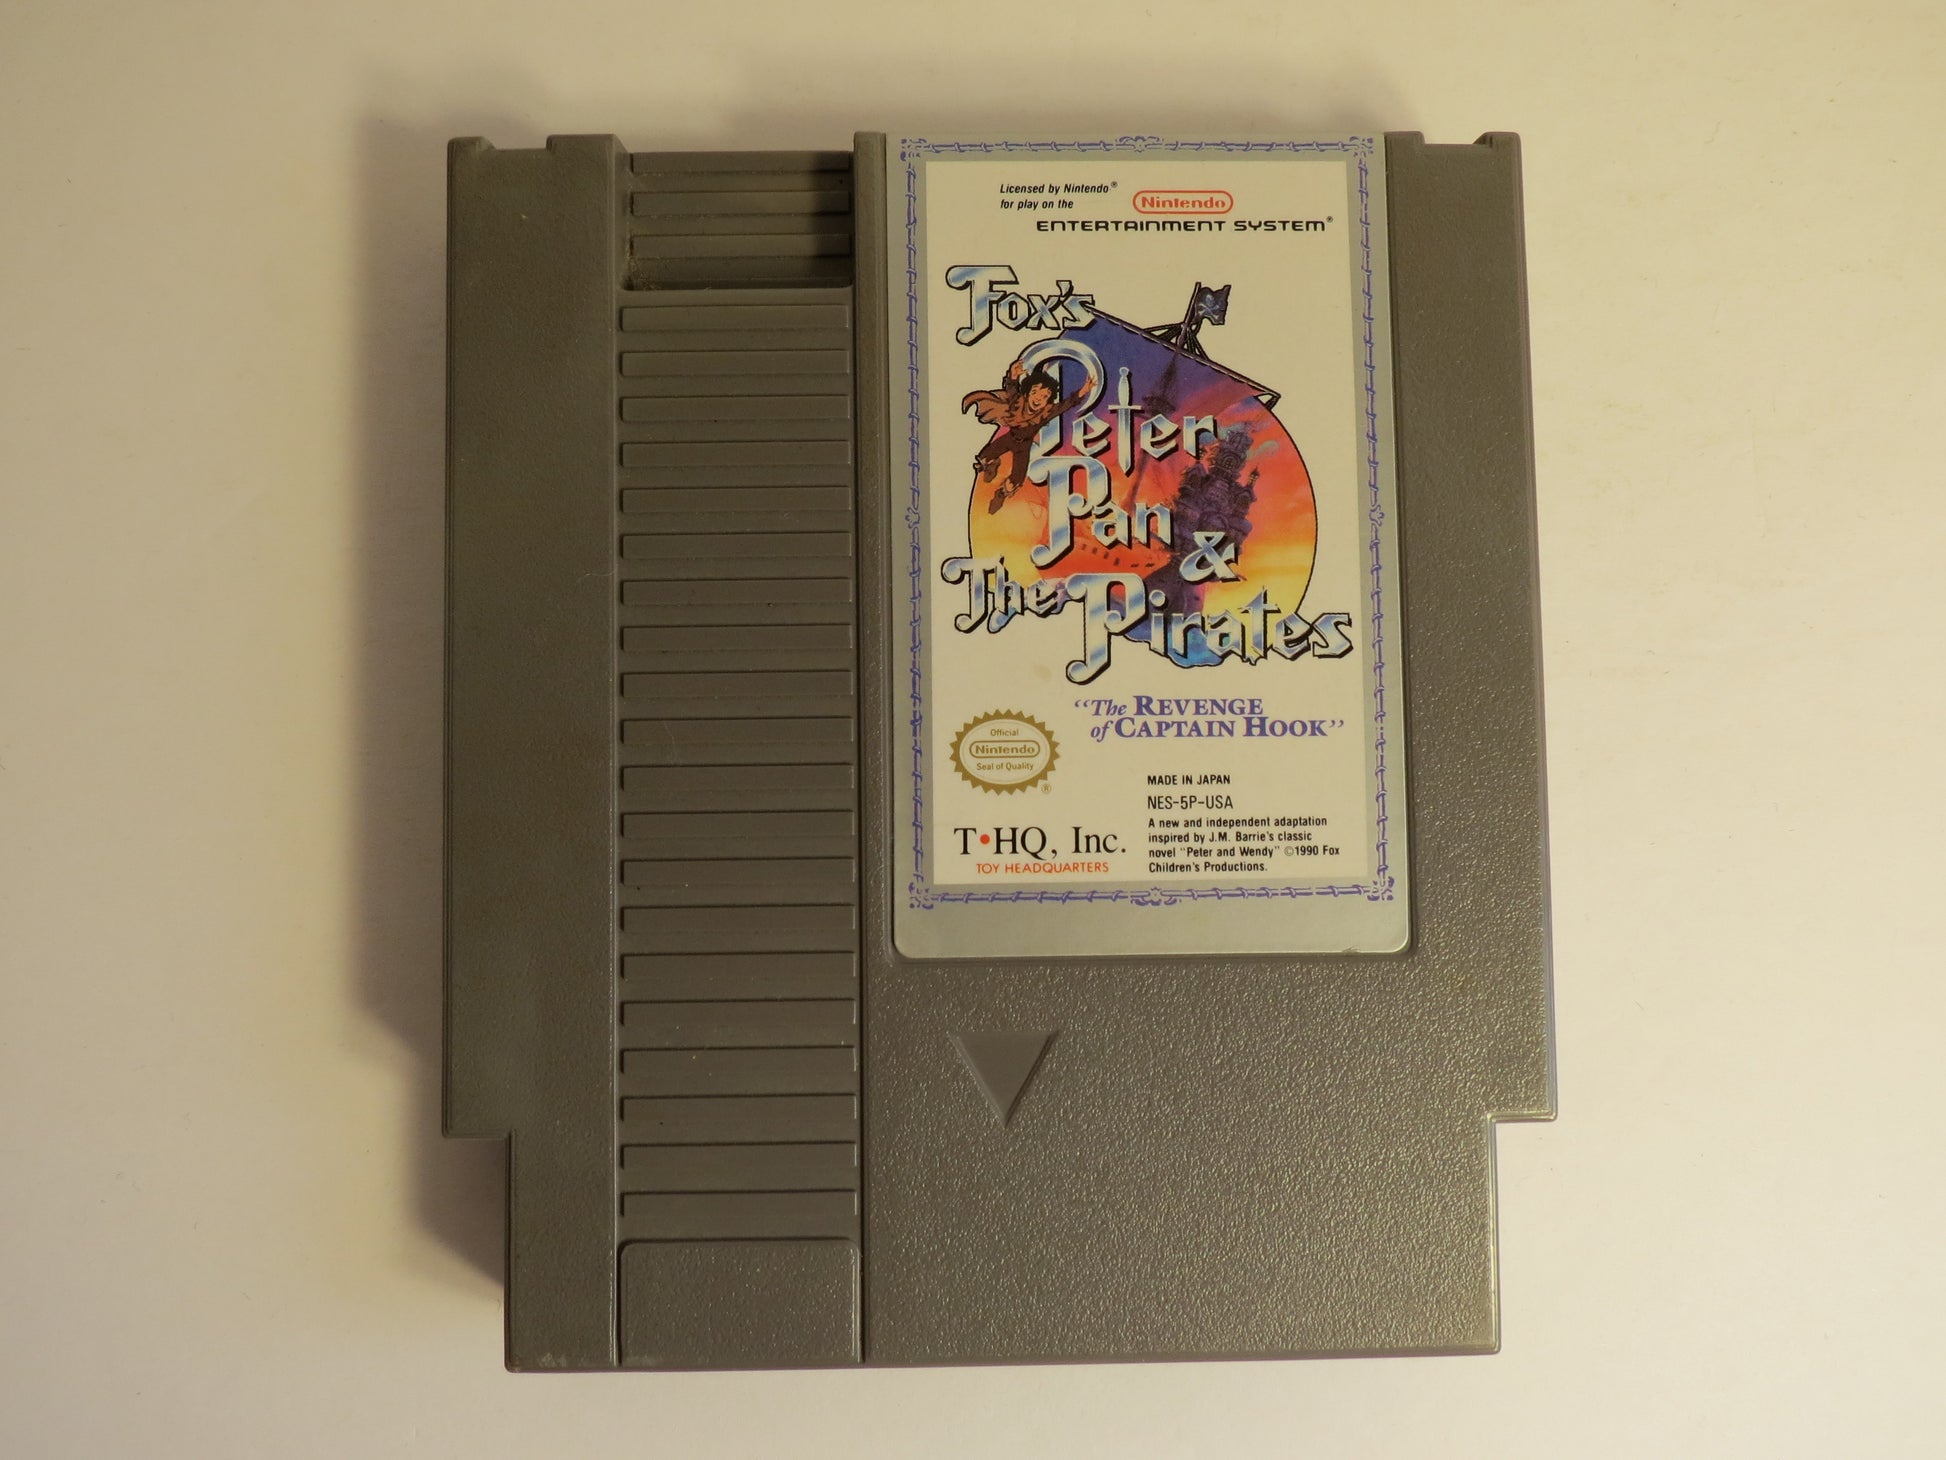 Licensed by Nintendo®
for play on the
Nintendo
ENTERTAINMENT SYSTEM®
Fox's
Peter
Pan &
The Pirates
"The REVENGE
of CAPTAIN HOOK"
Official
Nintendo
Seal of Quality
®
MADE IN JAPAN
NES-5P-USA
T•HQ, Inc.
TOY HEADQUARTERS
A new and independent adaptation
inspired by J.M. Barrie's classic
novel "Peter and Wendy" ©1990 Fox
Children's Productions.